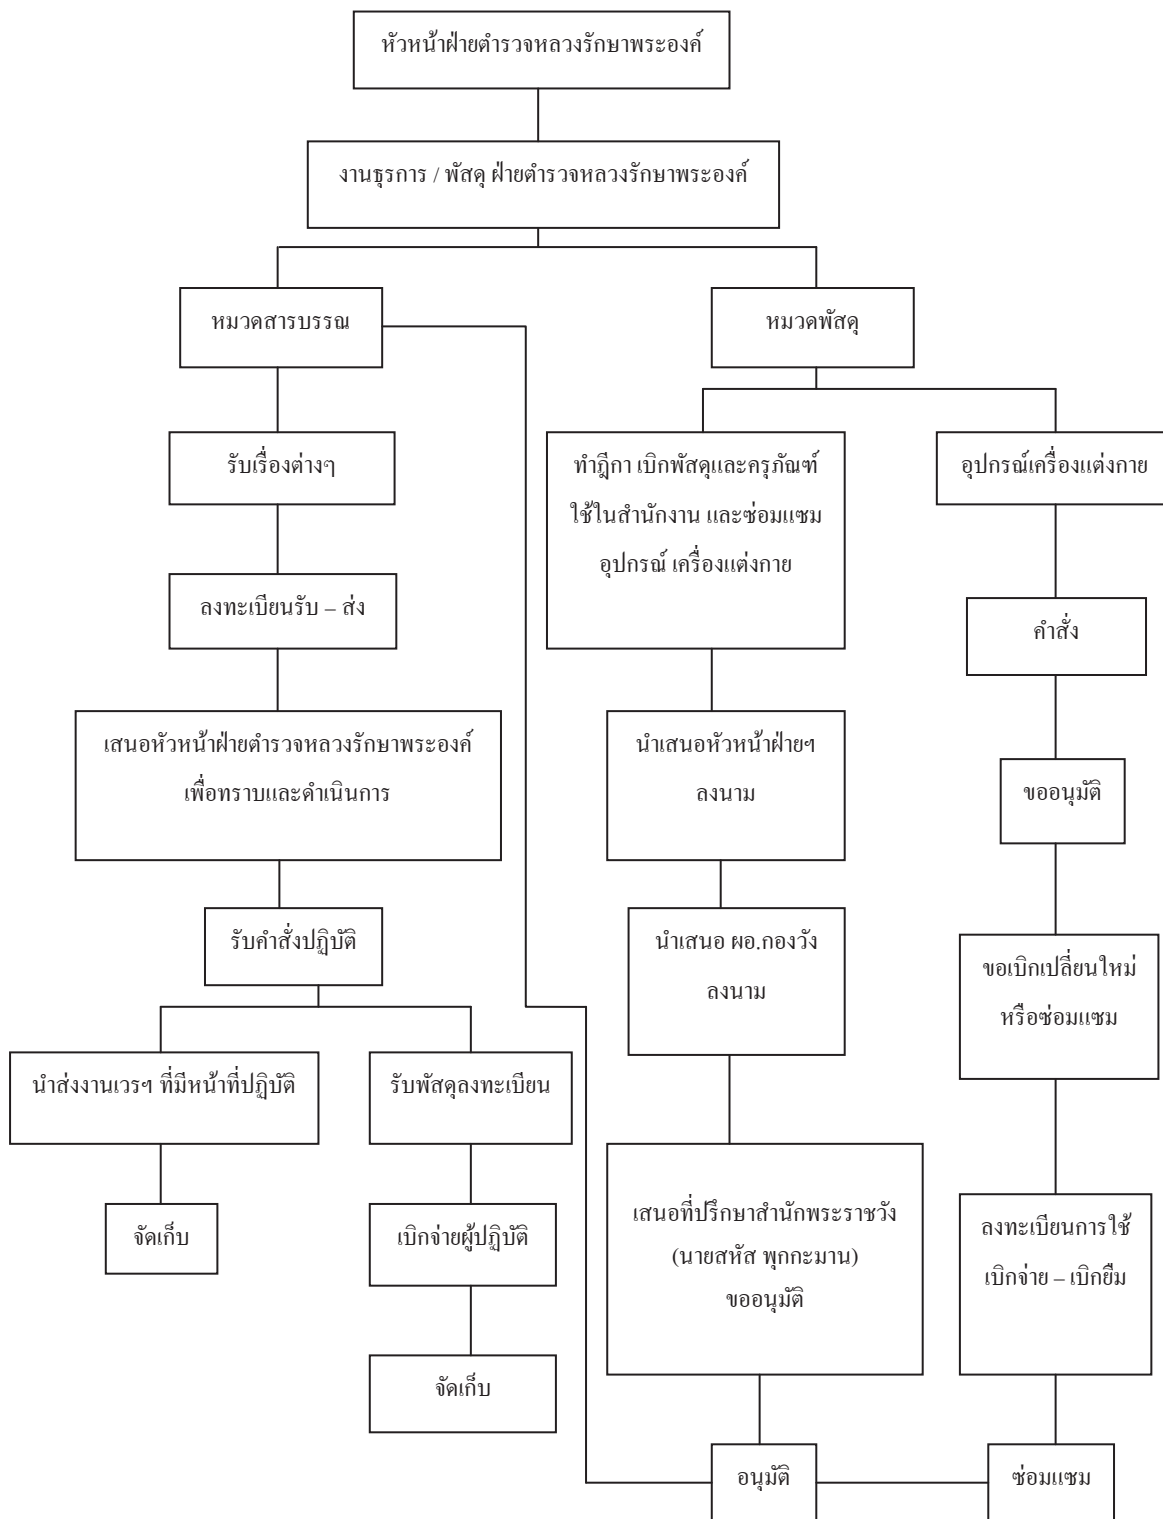 หัวหน้าฝ่ายตำรวจหลวงรักษาพระองค์
งานธุรการ / พัสดุ ฝ่ายตำรวจหลวงรักษาพระองค์
หมวดสารบรรณ
หมวดพัสดุ
รับเรื่องต่างๆ
ทำฎีกา เบิกพัสดุและครุภัณฑ์
ใช้ในสำนักงาน และซ่อมแซม
อุปกรณ์ เครื่องแต่งกาย
อุปกรณ์เครื่องแต่งกาย
ลงทะเบียนรับ – ส่ง
คำสั่ง
เสนอหัวหน้าฝ่ายตำรวจหลวงรักษาพระองค์
เพื่อทราบและดำเนินการ
นำเสนอหัวหน้าฝ่ายฯ
ลงนาม
ขออนุมัติ
รับคำสั่งปฏิบัติ
นำเสนอ ผอ.กองวัง
ลงนาม
ขอเบิกเปลี่ยนใหม่
หรือซ่อมแซม
นำส่งงานเวรฯ ที่มีหน้าที่ปฏิบัติ
รับพัสดุลงทะเบียน
จัดเก็บ
เบิกจ่ายผู้ปฏิบัติ
เสนอที่ปรึกษาสำนักพระราชวัง
(นายสหัส พุกกะมาน)
ขออนุมัติ
ลงทะเบียนการใช้
เบิกจ่าย – เบิกยืม
จัดเก็บ
อนุมัติ
ซ่อมแซม